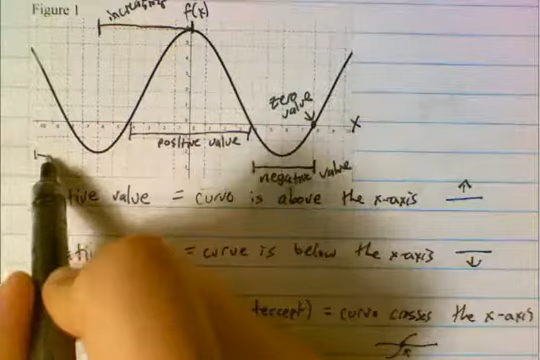 Figure 1
increasing
f(x)
zero
value
x
positive value
negative value
value = curve is above the x-axis
= curve is below the x-axis
tercept) = curve crosses the x-axis